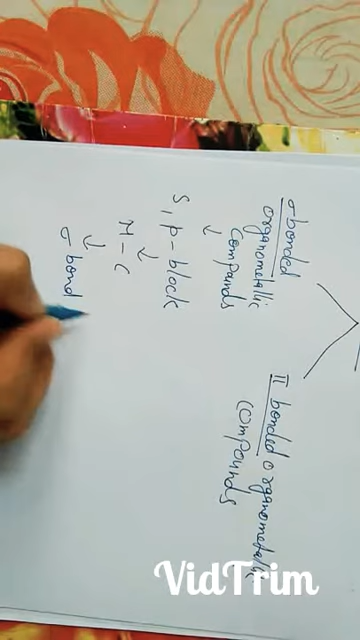 σ bonded
organometallic
compounds
↓
S, p - block
↓
M - C
↓
σ bond
π bonded organometallic
compounds
VidTrim